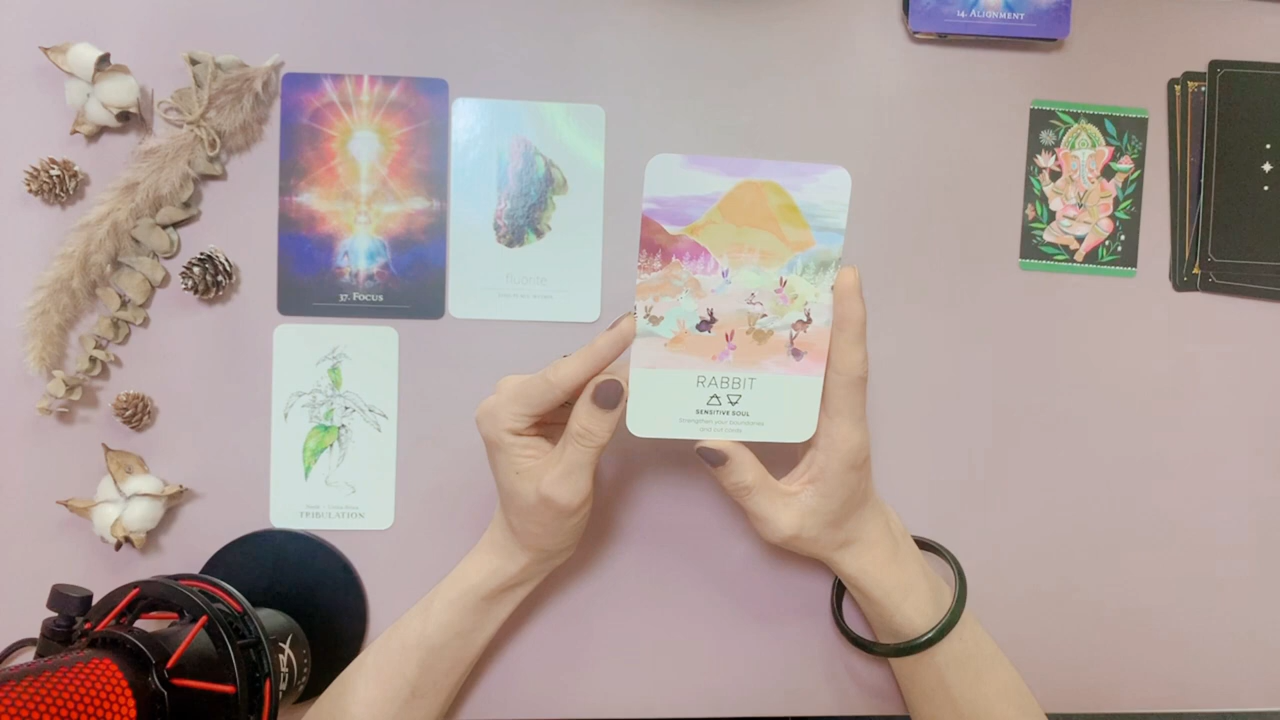 14. ALIGNMENT
37. FOCUS
fluorite
RABBIT
SENSITIVE SOUL
Strengthen your boundaries
and cut cords
TRIBULATION